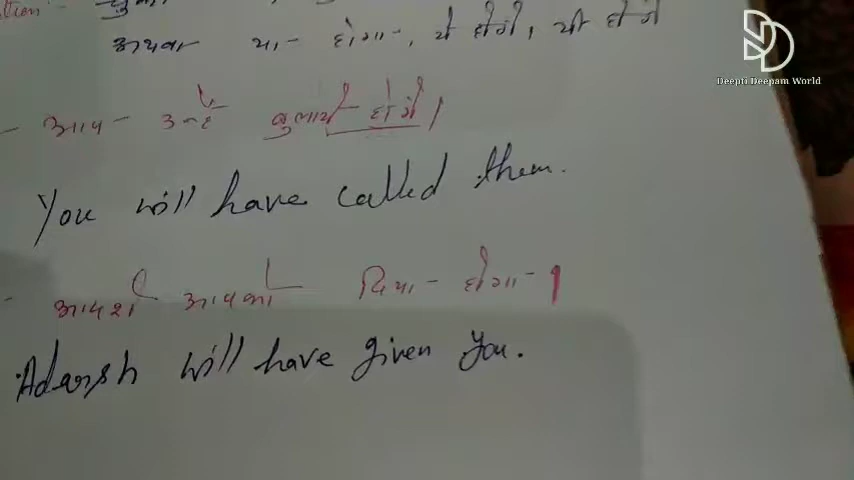 अथवा या - होगा -, ये होंगे, यी होगी
Deepti Deepam World
- आप - उन्हें बुलाये होंगे।
You will have called them.
- आदर्श आपको दिया - होगा - ।
Adarsh will have given you.